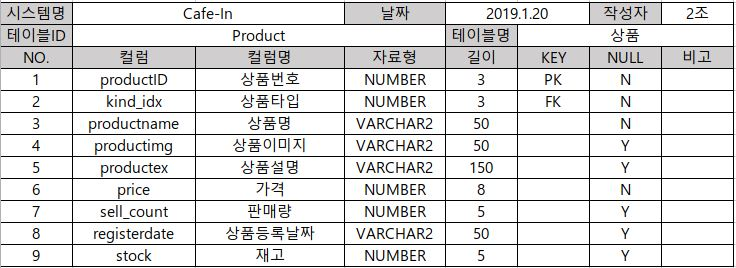 시스템명 Cafe-In 날짜 2019.1.20 작성자 2조
테이블ID Product 테이블명 상품
NO. 컬럼 컬럼명 자료형 길이 KEY NULL 비고
1 productID 상품번호 NUMBER 3 PK N
2 kind_idx 상품타입 NUMBER 3 FK N
3 productname 상품명 VARCHAR2 50 N
4 productimg 상품이미지 VARCHAR2 50 Y
5 productex 상품설명 VARCHAR2 150 Y
6 price 가격 NUMBER 8 N
7 sell_count 판매량 NUMBER 5 Y
8 registerdate 상품등록날짜 VARCHAR2 50 Y
9 stock 재고 NUMBER 5 Y